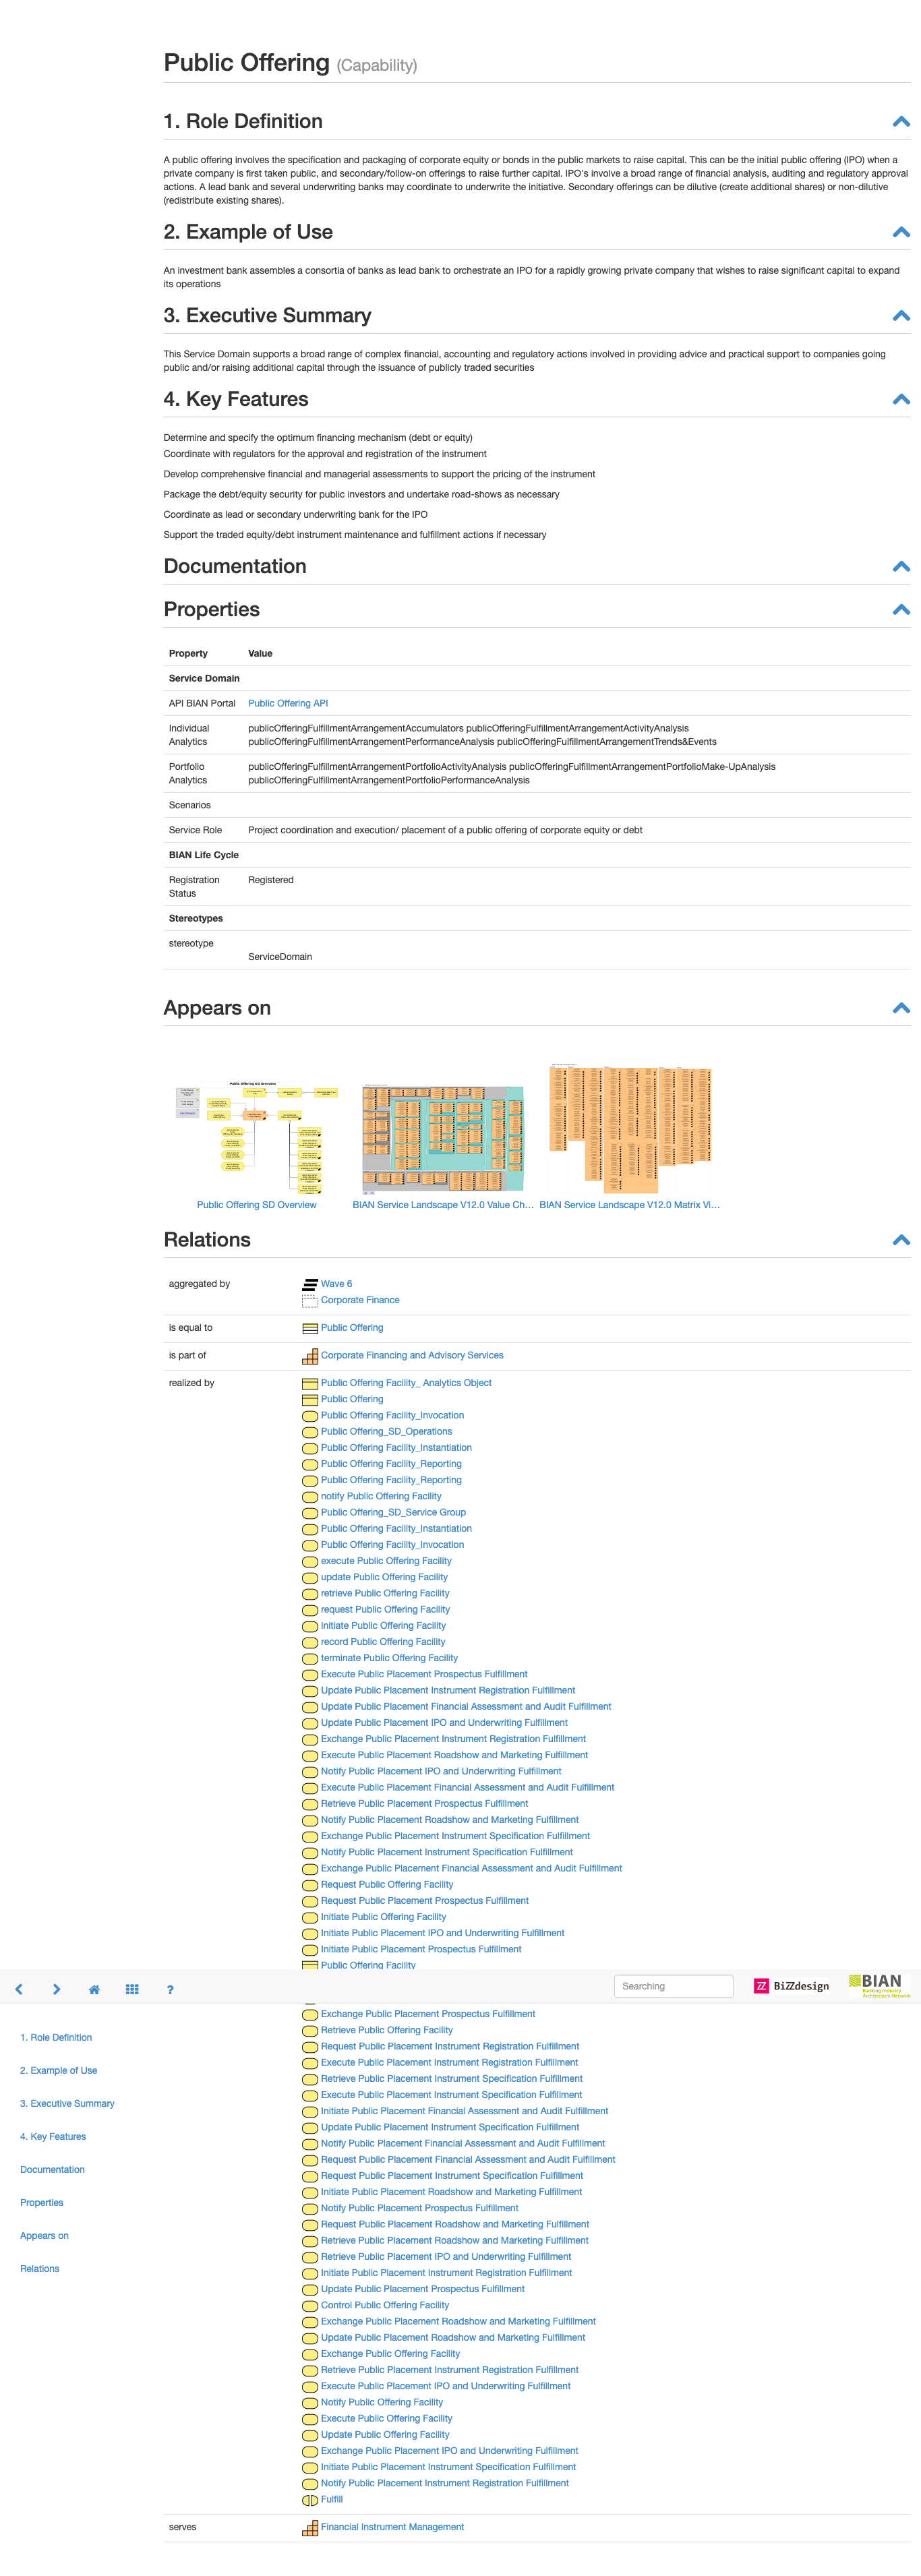 Public Offering (Capability)
1. Role Definition
A public offering involves the specification and packaging of corporate equity or bonds in the public markets to raise capital. This can be the initial public offering (IPO) when a
private company is first taken public, and secondary/follow-on offerings to raise further capital. IPO's involve a broad range of financial analysis, auditing and regulatory approval
actions. A lead bank and several underwriting banks may coordinate to underwrite the initiative. Secondary offerings can be dilutive (create additional shares) or non-dilutive
(redistribute existing shares).
2. Example of Use
An investment bank assembles a consortia of banks as lead bank to orchestrate an IPO for a rapidly growing private company that wishes to raise significant capital to expand
its operations
3. Executive Summary
This Service Domain supports a broad range of complex financial, accounting and regulatory actions involved in providing advice and practical support to companies going
public and/or raising additional capital through the issuance of publicly traded securities
4. Key Features
Determine and specify the optimum financing mechanism (debt or equity)
Coordinate with regulators for the approval and registration of the instrument
Develop comprehensive financial and managerial assessments to support the pricing of the instrument
Package the debt/equity security for public investors and undertake road-shows as necessary
Coordinate as lead or secondary underwriting bank for the IPO
Support the traded equity/debt instrument maintenance and fulfillment actions if necessary
Documentation
Properties
Property Value
Service Domain
API BIAN Portal Public Offering API
Individual Analytics publicOfferingFulfillmentArrangementAccumulators publicOfferingFulfillmentArrangementActivityAnalysis
publicOfferingFulfillmentArrangementPerformanceAnalysis publicOfferingFulfillmentArrangementTrends&Events
Portfolio Analytics publicOfferingFulfillmentArrangementPortfolioActivityAnalysis publicOfferingFulfillmentArrangementPortfolioMake-UpAnalysis
publicOfferingFulfillmentArrangementPortfolioPerformanceAnalysis
Scenarios
Service Role Project coordination and execution/ placement of a public offering of corporate equity or debt
BIAN Life Cycle
Registration Status Registered
Stereotypes
stereotype
ServiceDomain
Appears on
Public Offering SD Overview
Public Offering SD Overview BIAN Service Landscape V12.0 Value Ch... BIAN Service Landscape V12.0 Matrix Vi...
Relations
aggregated by Wave 6
Corporate Finance
is equal to Public Offering
is part of Corporate Financing and Advisory Services
realized by Public Offering Facility_ Analytics Object
Public Offering
Public Offering Facility_Invocation
Public Offering_SD_Operations
Public Offering Facility_Instantiation
Public Offering Facility_Reporting
Public Offering Facility_Reporting
notify Public Offering Facility
Public Offering_SD_Service Group
Public Offering Facility_Instantiation
Public Offering Facility_Invocation
execute Public Offering Facility
update Public Offering Facility
retrieve Public Offering Facility
request Public Offering Facility
initiate Public Offering Facility
record Public Offering Facility
terminate Public Offering Facility
Execute Public Placement Prospectus Fulfillment
Update Public Placement Instrument Registration Fulfillment
Update Public Placement Financial Assessment and Audit Fulfillment
Update Public Placement IPO and Underwriting Fulfillment
Exchange Public Placement Instrument Registration Fulfillment
Execute Public Placement Roadshow and Marketing Fulfillment
Notify Public Placement IPO and Underwriting Fulfillment
Execute Public Placement Financial Assessment and Audit Fulfillment
Retrieve Public Placement Prospectus Fulfillment
Notify Public Placement Roadshow and Marketing Fulfillment
Exchange Public Placement Instrument Specification Fulfillment
Notify Public Placement Instrument Specification Fulfillment
Exchange Public Placement Financial Assessment and Audit Fulfillment
Request Public Offering Facility
Request Public Placement Prospectus Fulfillment
Initiate Public Offering Facility
Initiate Public Placement IPO and Underwriting Fulfillment
Initiate Public Placement Prospectus Fulfillment
Public Offering Facility
? Searching BiZZdesign BIAN
Banking Industry
Architecture Network
Exchange Public Placement Prospectus Fulfillment
Retrieve Public Offering Facility
1. Role Definition
Request Public Placement Instrument Registration Fulfillment
Execute Public Placement Instrument Registration Fulfillment
2. Example of Use
Retrieve Public Placement Instrument Specification Fulfillment
Execute Public Placement Instrument Specification Fulfillment
3. Executive Summary
Initiate Public Placement Financial Assessment and Audit Fulfillment
Update Public Placement Instrument Specification Fulfillment
4. Key Features
Notify Public Placement Financial Assessment and Audit Fulfillment
Request Public Placement Financial Assessment and Audit Fulfillment
Documentation
Request Public Placement Instrument Specification Fulfillment
Initiate Public Placement Roadshow and Marketing Fulfillment
Properties
Notify Public Placement Prospectus Fulfillment
Request Public Placement Roadshow and Marketing Fulfillment
Appears on
Retrieve Public Placement Roadshow and Marketing Fulfillment
Retrieve Public Placement IPO and Underwriting Fulfillment
Relations
Initiate Public Placement Instrument Registration Fulfillment
Update Public Placement Prospectus Fulfillment
Control Public Offering Facility
Exchange Public Placement Roadshow and Marketing Fulfillment
Update Public Placement Roadshow and Marketing Fulfillment
Exchange Public Offering Facility
Retrieve Public Placement Instrument Registration Fulfillment
Execute Public Placement IPO and Underwriting Fulfillment
Notify Public Offering Facility
Execute Public Offering Facility
Update Public Offering Facility
Exchange Public Placement IPO and Underwriting Fulfillment
Initiate Public Placement Instrument Specification Fulfillment
Notify Public Placement Instrument Registration Fulfillment
Fulfill
serves Financial Instrument Management